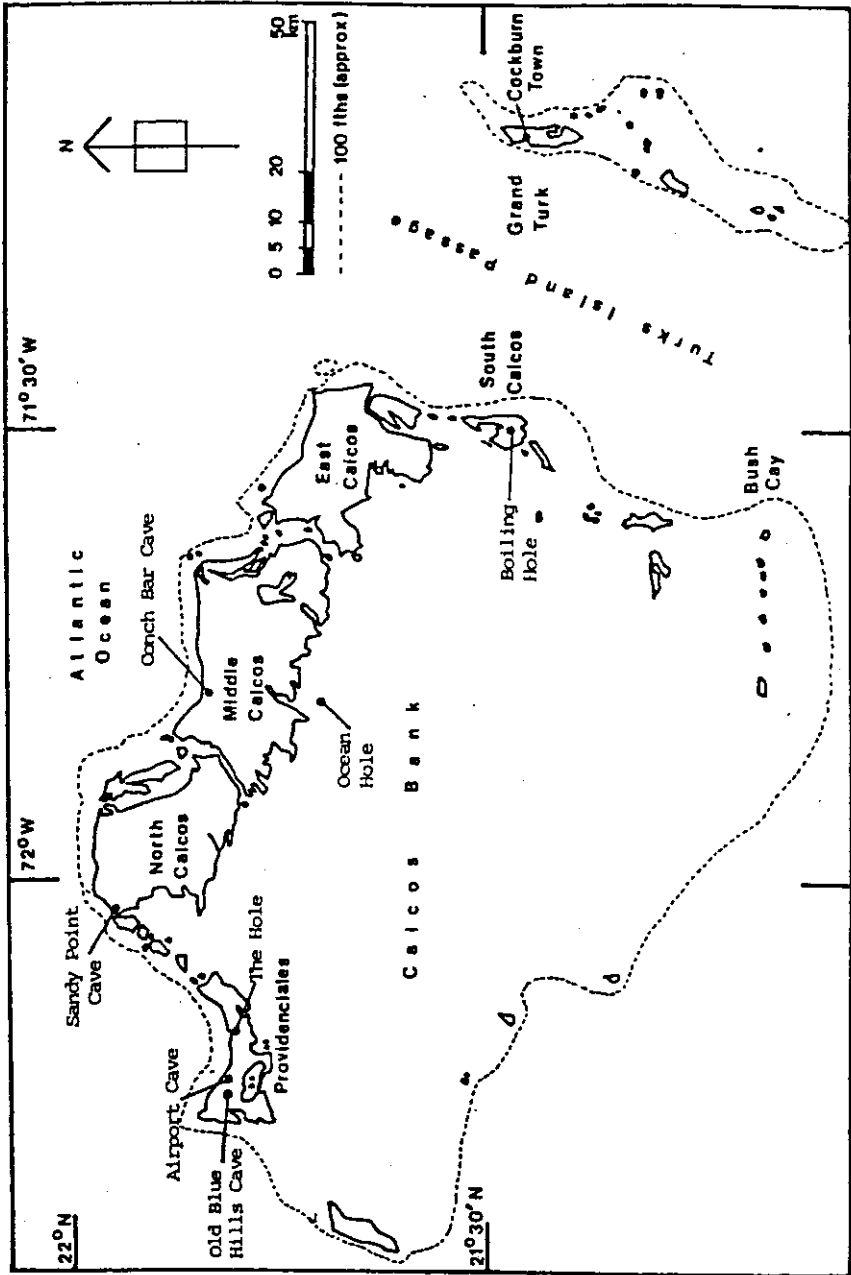 72°W
71°30'W
N
Atlantic
Ocean
0 5 10 20 50
km
100 fths (approx)
22°N
Sandy Point
Cave
Conch Bar Cave
North
Caicos
Middle
Caicos
East
Caicos
Airport Cave
Old Blue
Hills Cave
The Hole
Providenciales
Ocean
Hole
Caicos Bank
South
Caicos
Boiling
Hole
Turks Island Passage
Grand
Turk
Cockburn
Town
Bush
Cay
21°30'N